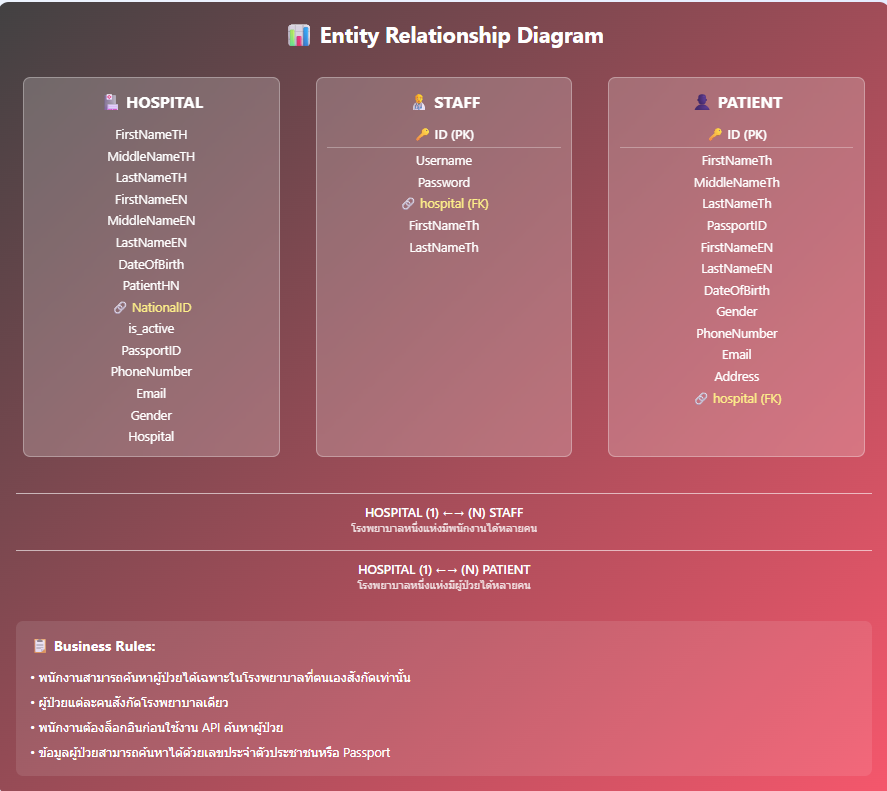 Entity Relationship Diagram
HOSPITAL
FirstNameTH
MiddleNameTH
LastNameTH
FirstNameEN
MiddleNameEN
LastNameEN
DateOfBirth
PatientHN
NationalID
is_active
PassportID
PhoneNumber
Email
Gender
Hospital
STAFF
ID (PK)
Username
Password
hospital (FK)
FirstNameTh
LastNameTh
PATIENT
ID (PK)
FirstNameTh
MiddleNameTh
LastNameTh
PassportID
FirstNameEN
LastNameEN
DateOfBirth
Gender
PhoneNumber
Email
Address
hospital (FK)
HOSPITAL (1) ←→ (N) STAFF
โรงพยาบาลหนึ่งแห่งมีพนักงานได้หลายคน
HOSPITAL (1) ←→ (N) PATIENT
โรงพยาบาลหนึ่งแห่งมีผู้ป่วยได้หลายคน
Business Rules:
• พนักงานสามารถค้นหาผู้ป่วยได้เฉพาะในโรงพยาบาลที่ตนเองสังกัดเท่านั้น
• ผู้ป่วยแต่ละคนสังกัดโรงพยาบาลเดียว
• พนักงานต้องล็อกอินก่อนใช้งาน API ค้นหาผู้ป่วย
• ข้อมูลผู้ป่วยสามารถค้นหาได้ด้วยเลขประจำตัวประชาชนหรือ Passport